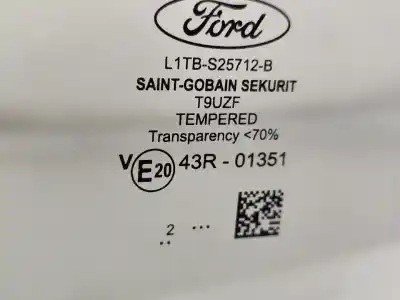 Ford
L1TB-S25712-B
SAINT-GOBAIN SEKURIT
T9UZF
TEMPERED
Transparency <70%
V E20 43R - 01351
2 ...
..